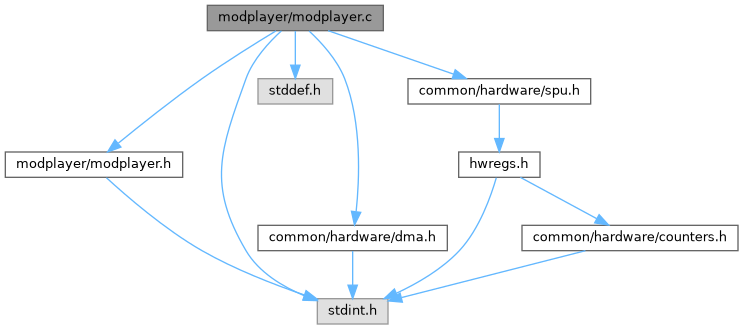 modplayer/modplayer.c
stddef.h
common/hardware/spu.h
modplayer/modplayer.h
hwregs.h
common/hardware/dma.h
common/hardware/counters.h
stdint.h